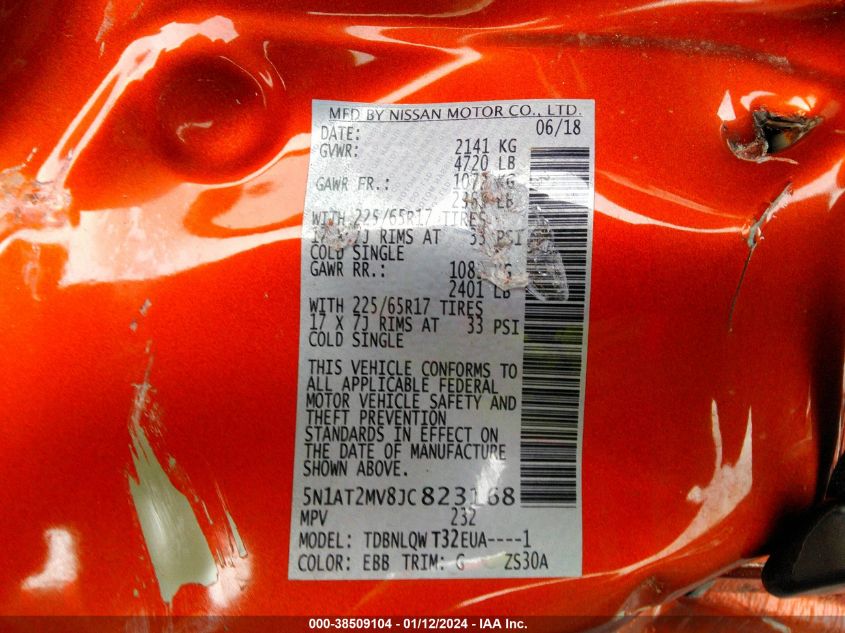 MFD BY NISSAN MOTOR CO., LTD.
DATE: 06/18
GVWR: 2141 KG
4720 LB
GAWR FR.: KG
LB
WITH 225/65R17 TIRES
X 7J RIMS AT 33 PSI
COLD SINGLE
GAWR RR.:
2401 LB
WITH 225/65R17 TIRES
17 X 7J RIMS AT 33 PSI
COLD SINGLE
THIS VEHICLE CONFORMS TO
ALL APPLICABLE FEDERAL
MOTOR VEHICLE SAFETY AND
THEFT PREVENTION
STANDARDS IN EFFECT ON
THE DATE OF MANUFACTURE
SHOWN ABOVE.
5N1AT2MV8JC823168
MPV 232
MODEL: TDBNLQW T32EUA----1
COLOR: EBB TRIM: G ZS30A
000-38509104 - 01/12/2024 - IAA Inc.